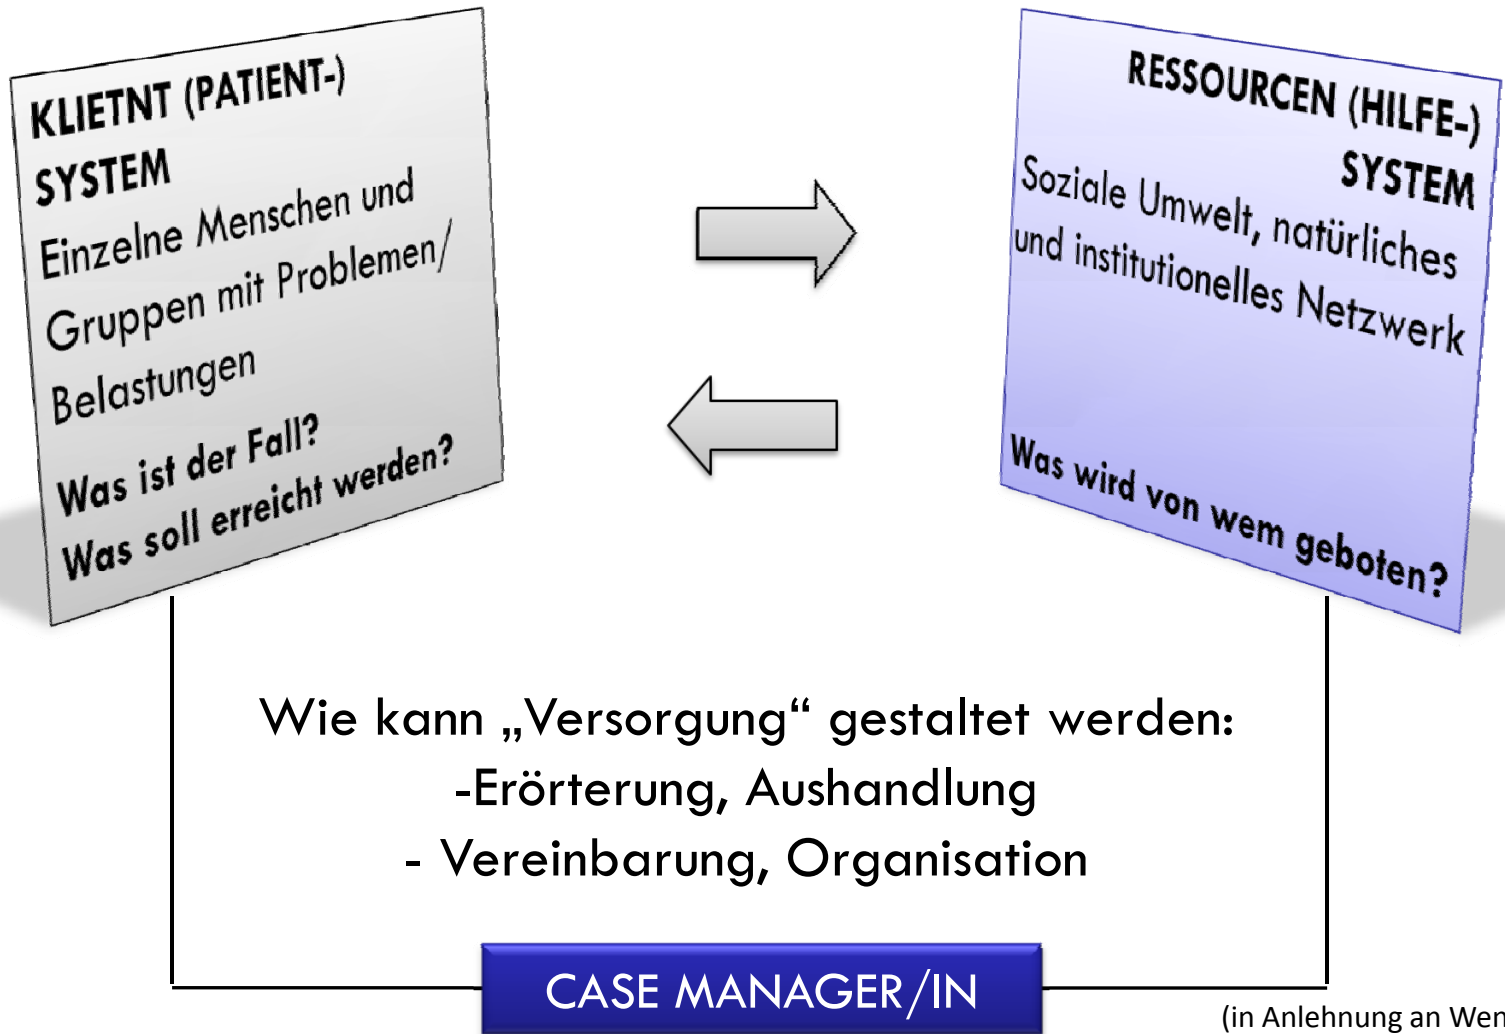 KLIETNT (PATIENT-)
SYSTEM
Einzelne Menschen und
Gruppen mit Problemen/
Belastungen
Was ist der Fall?
Was soll erreicht werden?
RESSOURCEN (HILFE-)
SYSTEM
Soziale Umwelt, natürliches
und institutionelles Netzwerk
Was wird von wem geboten?
Wie kann „Versorgung“ gestaltet werden:
-Erörterung, Aushandlung
- Vereinbarung, Organisation
CASE MANAGER/IN
(in Anlehnung an